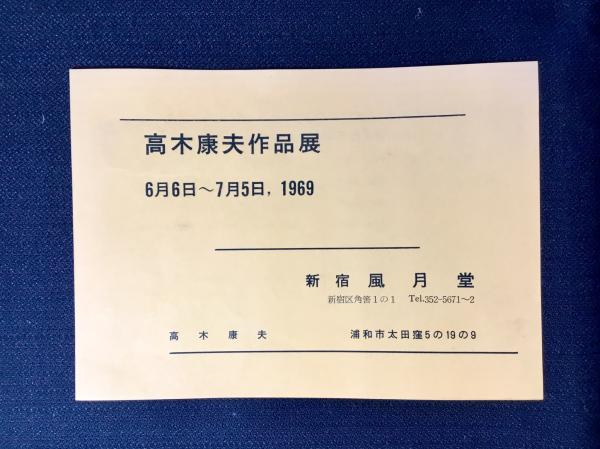 高木康夫作品展
6月6日～7月5日, 1969
新宿 風月堂
新宿区角筈1の1 Tel.352-5671～2
高木康夫 浦和市太田窪5の19の9